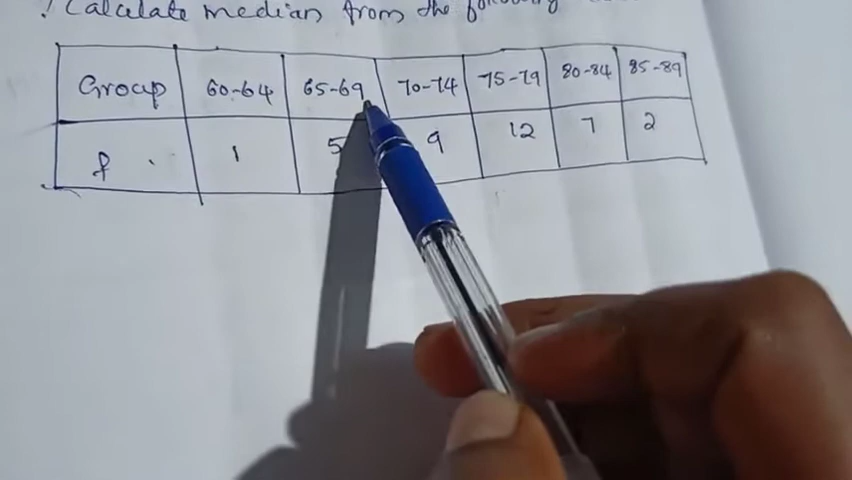 Calculate median from the following
Group 60-64 65-69 70-74 75-79 80-84 85-89
f 1 5 9 12 7 2